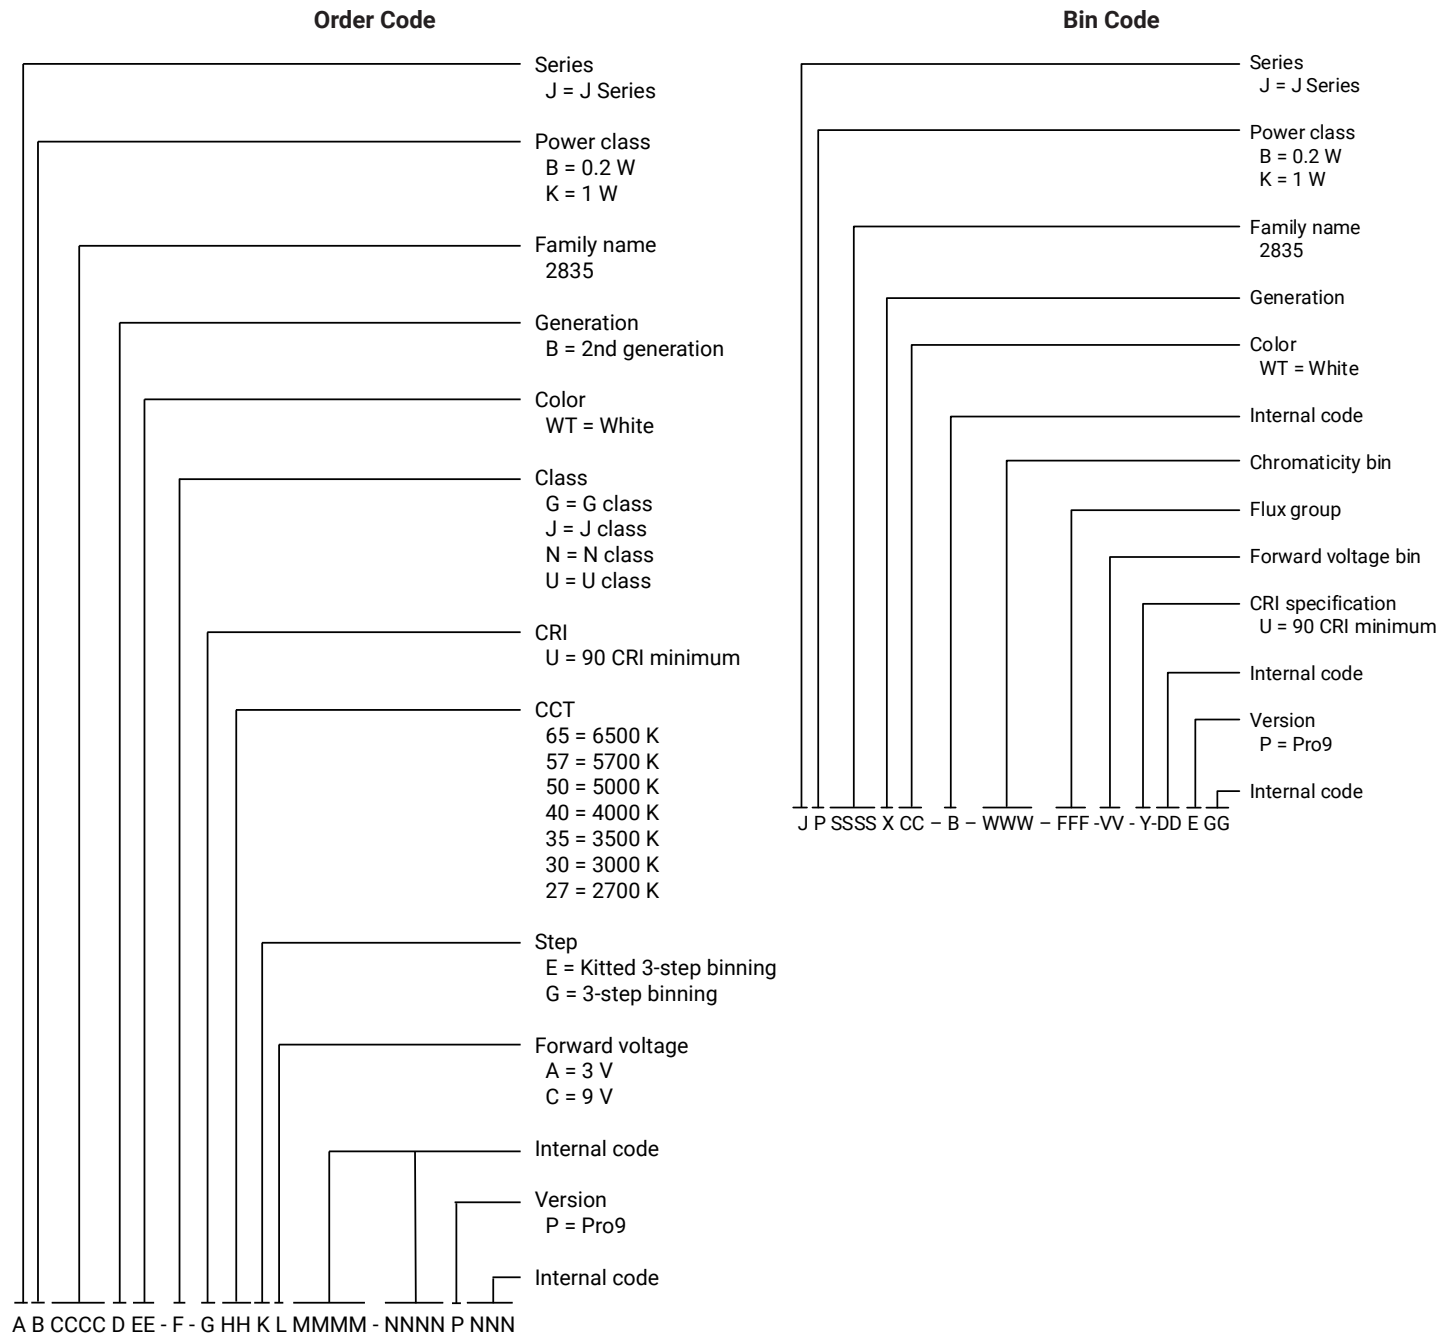 Order Code
Series
J = J Series
Power class
B = 0.2 W
K = 1 W
Family name
2835
Generation
B = 2nd generation
Color
WT = White
Class
G = G class
J = J class
N = N class
U = U class
CRI
U = 90 CRI minimum
CCT
65 = 6500 K
57 = 5700 K
50 = 5000 K
40 = 4000 K
35 = 3500 K
30 = 3000 K
27 = 2700 K
Step
E = Kitted 3-step binning
G = 3-step binning
Forward voltage
A = 3 V
C = 9 V
Internal code
Version
P = Pro9
Internal code
A B CCCC D EE - F - G HH K L MMMM - NNNN P NNN
Bin Code
Series
J = J Series
Power class
B = 0.2 W
K = 1 W
Family name
2835
Generation
Color
WT = White
Internal code
Chromaticity bin
Flux group
Forward voltage bin
CRI specification
U = 90 CRI minimum
Internal code
Version
P = Pro9
Internal code
J P SSSS X CC – B – WWW – FFF -VV - Y-DD E GG